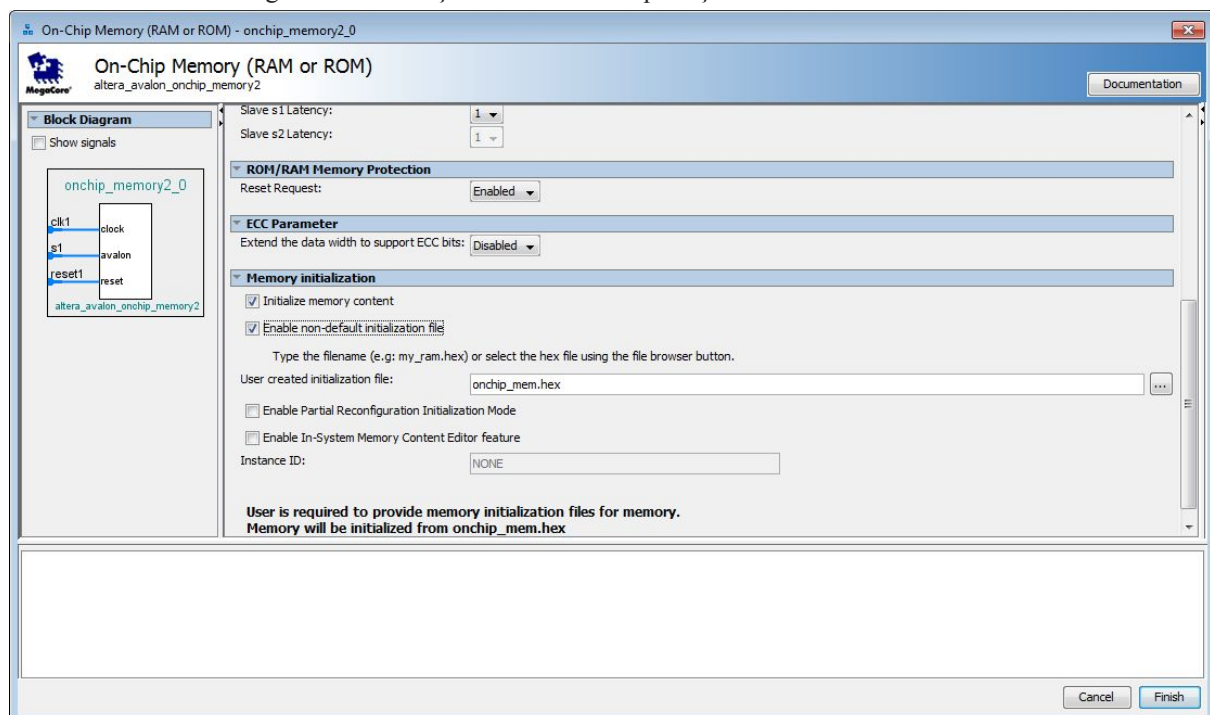 On-Chip Memory (RAM or ROM) - onchip_memory2_0
On-Chip Memory (RAM or ROM)
altera_avalon_onchip_memory2
MegaCore'
Documentation
Block Diagram
Show signals
onchip_memory2_0
clk1
clock
s1
avalon
reset1
reset
altera_avalon_onchip_memory2
Slave s1 Latency: 1
Slave s2 Latency: 1
ROM/RAM Memory Protection
Reset Request: Enabled
ECC Parameter
Extend the data width to support ECC bits: Disabled
Memory initialization
Initialize memory content
Enable non-default initialization file
Type the filename (e.g: my_ram.hex) or select the hex file using the file browser button.
User created initialization file: onchip_mem.hex ...
Enable Partial Reconfiguration Initialization Mode
Enable In-System Memory Content Editor feature
Instance ID: NONE
User is required to provide memory initialization files for memory.
Memory will be initialized from onchip_mem.hex
Cancel Finish